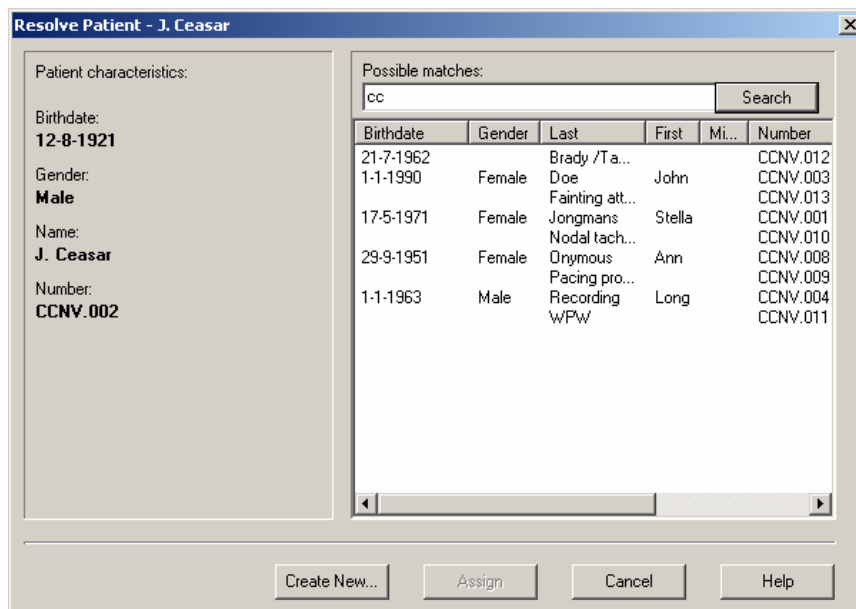 Resolve Patient - J. Ceasar
Patient characteristics:
Birthdate:
12-8-1921
Gender:
Male
Name:
J. Ceasar
Number:
CCNV.002
Possible matches:
cc
Search
Birthdate Gender Last First Mi... Number
21-7-1962 Brady /Ta... CCNV.012
1-1-1990 Female Doe John CCNV.003
Fainting att... CCNV.013
17-5-1971 Female Jongmans Stella CCNV.001
Nodal tach... CCNV.010
29-9-1951 Female Onymous Ann CCNV.008
Pacing pro... CCNV.009
1-1-1963 Male Recording Long CCNV.004
WPW CCNV.011
Create New... Assign Cancel Help